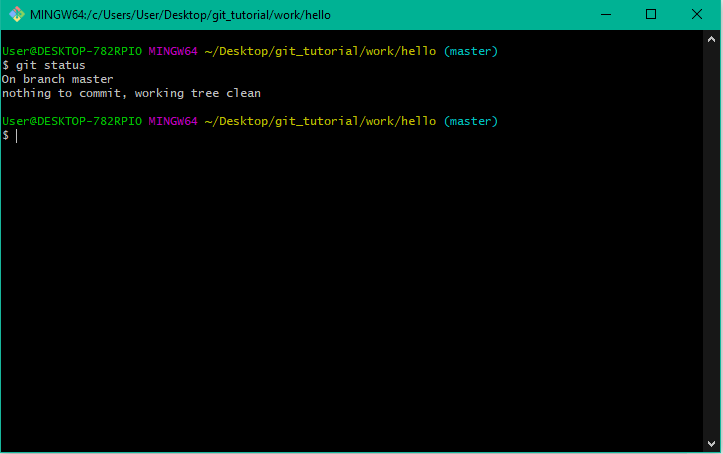 MINGW64:/c/Users/User/Desktop/git_tutorial/work/hello
User@DESKTOP-782RPIO MINGW64 ~/Desktop/git_tutorial/work/hello (master)
$ git status
On branch master
nothing to commit, working tree clean
User@DESKTOP-782RPIO MINGW64 ~/Desktop/git_tutorial/work/hello (master)
$